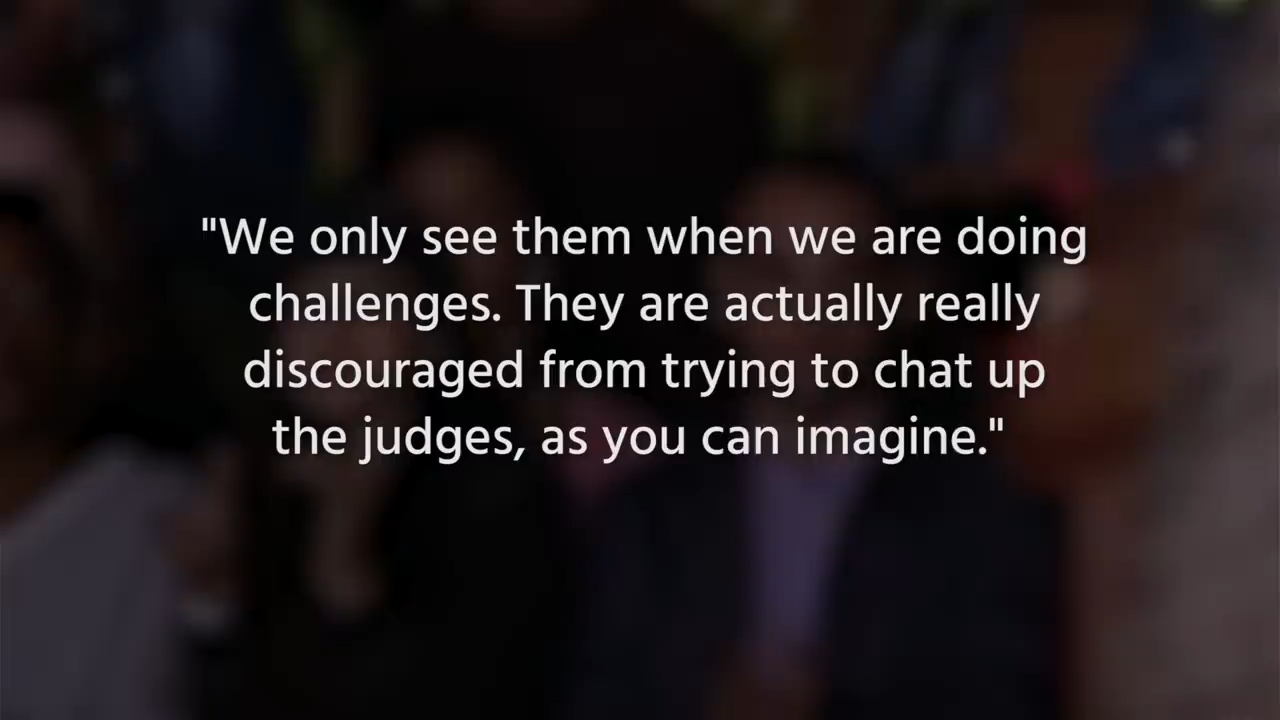 "We only see them when we are doing
challenges. They are actually really
discouraged from trying to chat up
the judges, as you can imagine."